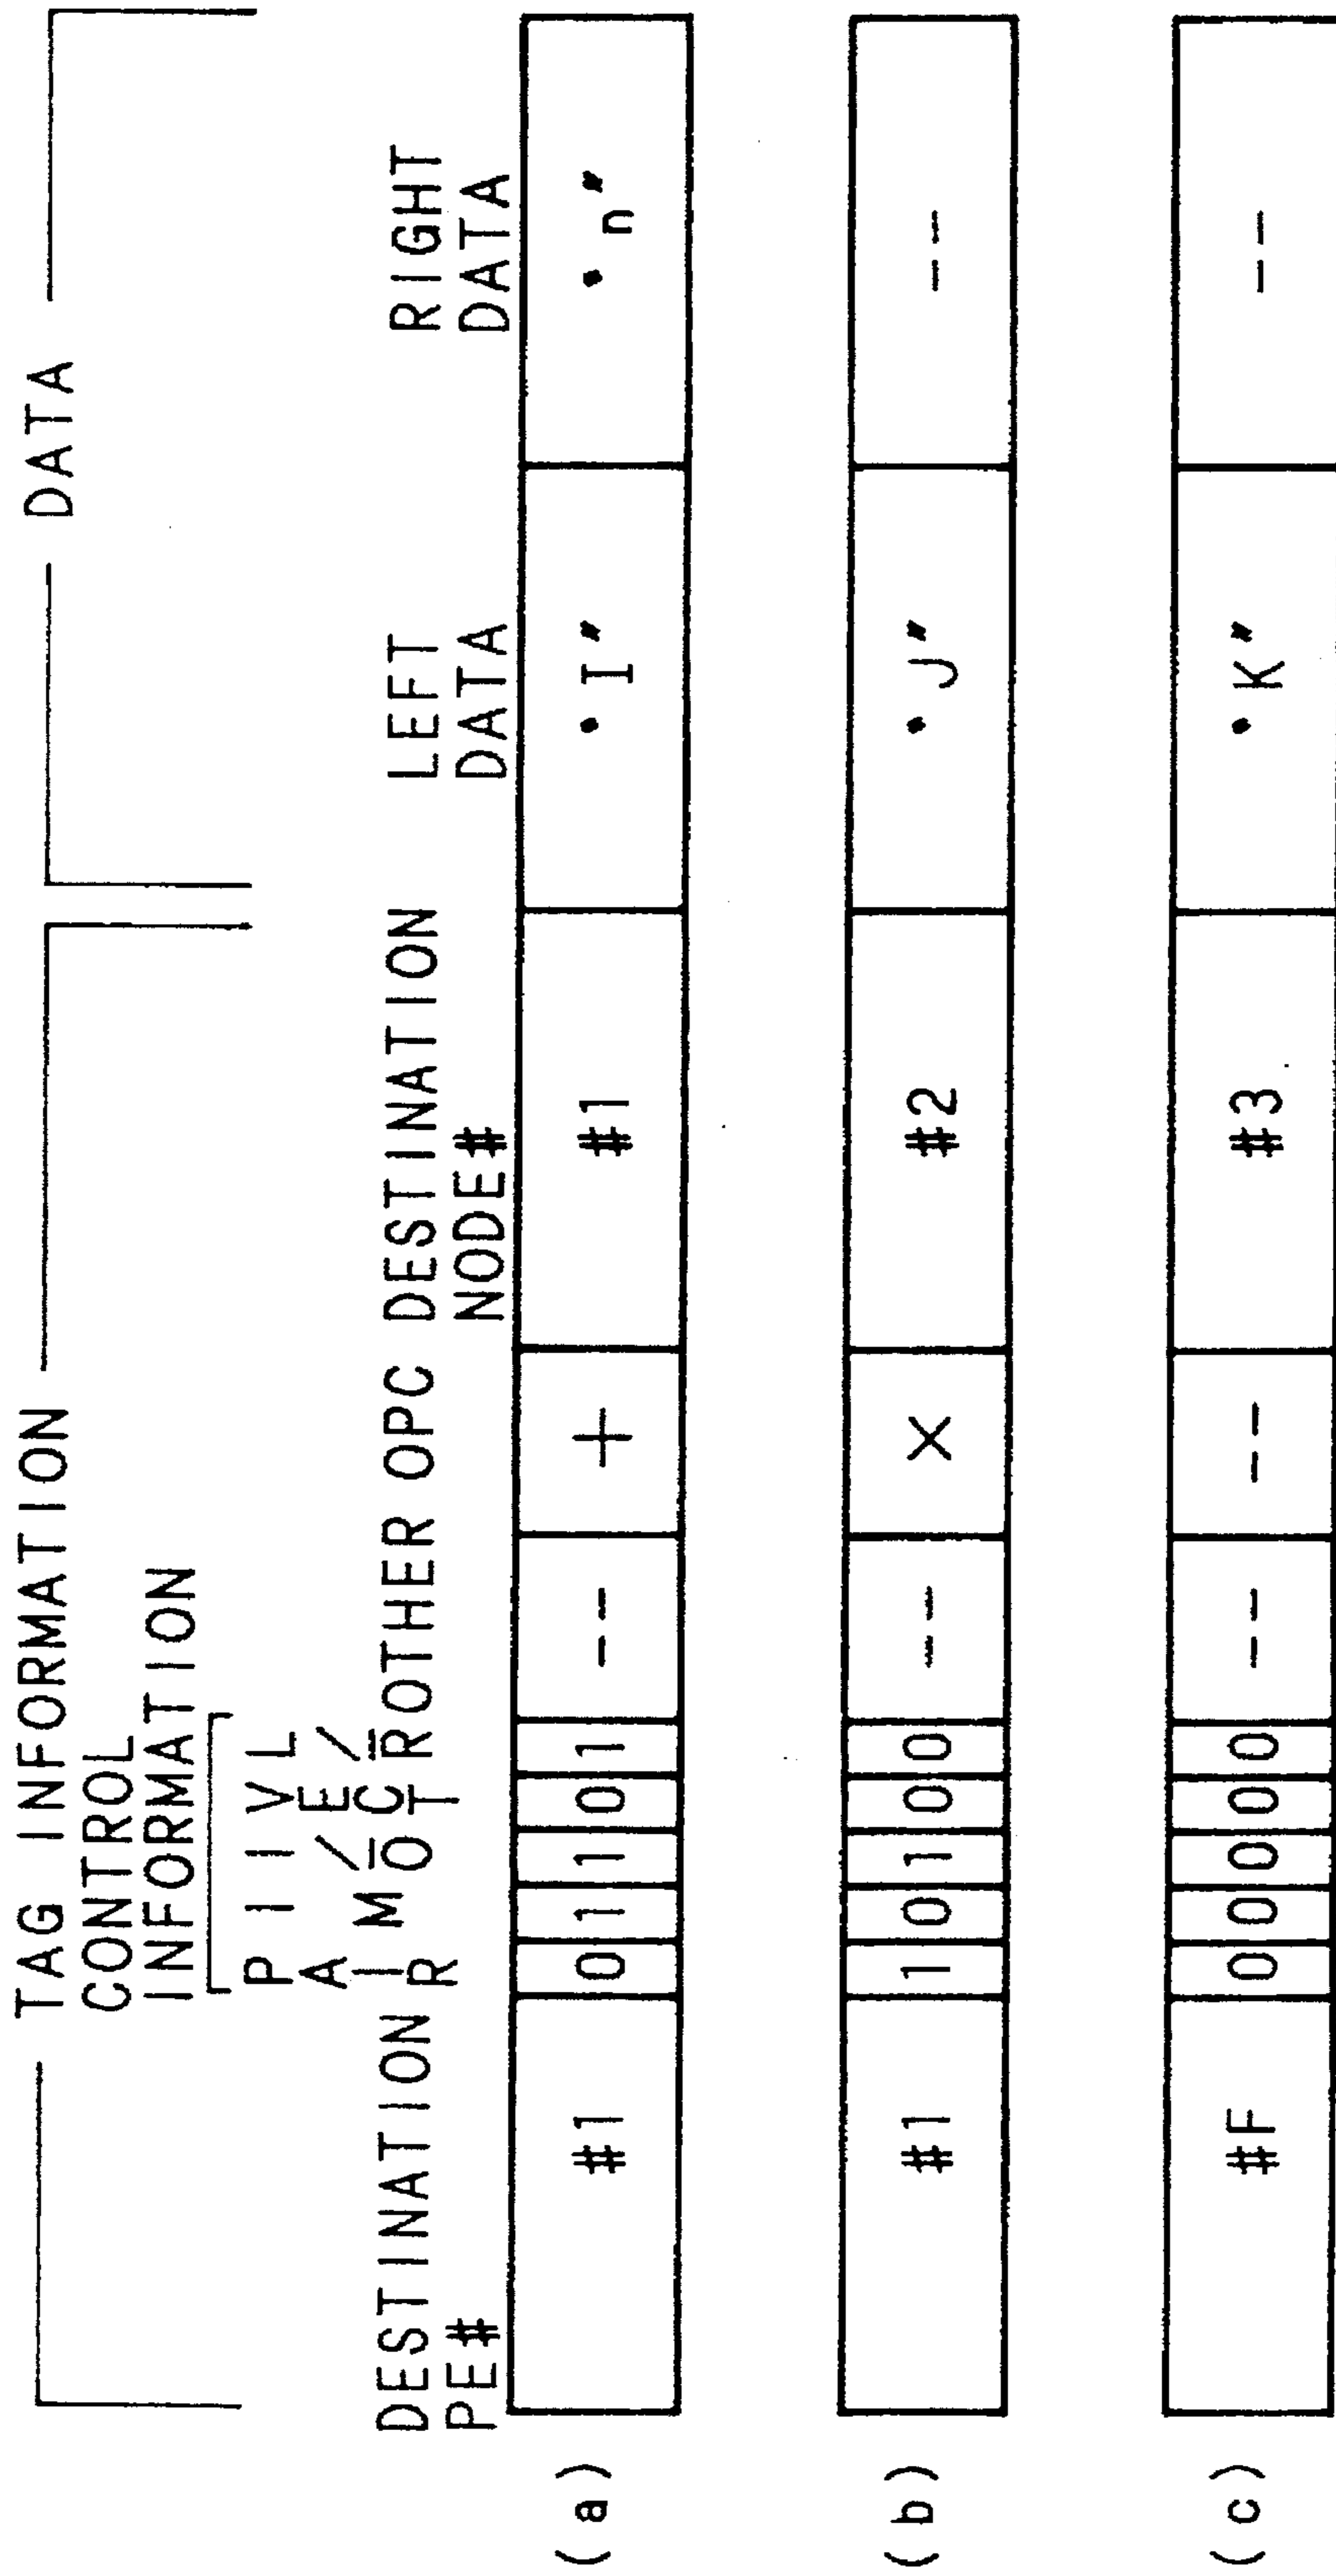 TAG INFORMATION DATA
CONTROL
INFORMATION
P I I V L
A / E /
I M O C R
R O T
DESTINATION PE# OTHER OPC DESTINATION NODE# LEFT DATA RIGHT DATA
(a) #1 0 1 1 0 1 -- + #1 "I" "n"
(b) #1 1 0 1 0 0 -- × #2 "J" --
(c) #F 0 0 0 0 0 -- -- #3 "K" --